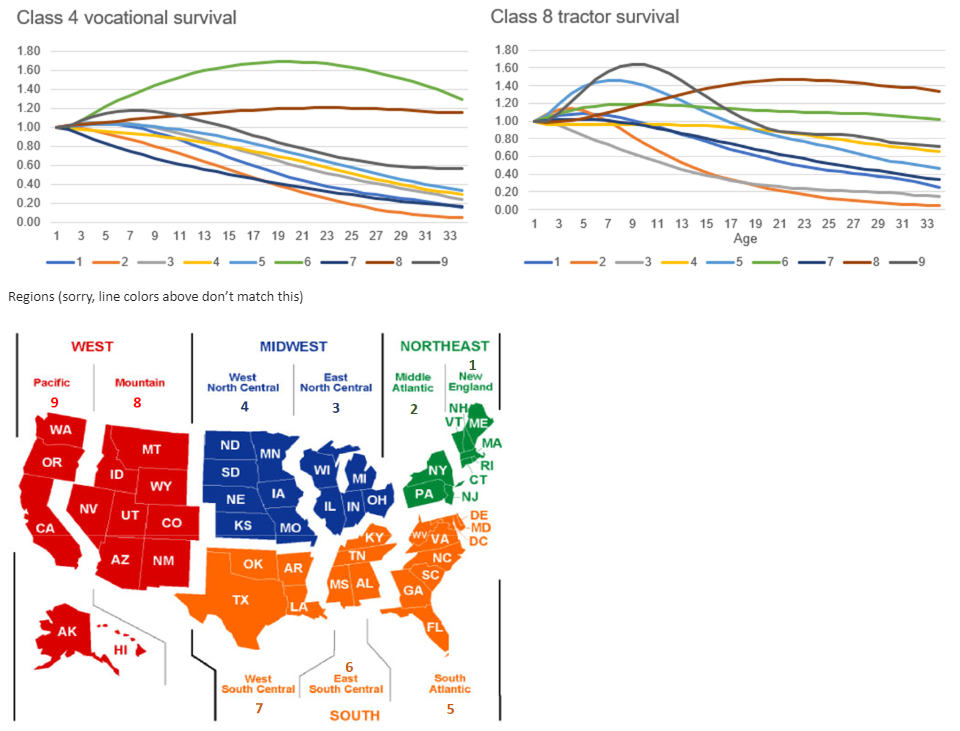 Class 4 vocational survival
1.80
1.60
1.40
1.20
1.00
0.80
0.60
0.40
0.20
0.00
1 3 5 7 9 11 13 15 17 19 21 23 25 27 29 31 33
1 2 3 4 5 6 7 8 9
Class 8 tractor survival
1.80
1.60
1.40
1.20
1.00
0.80
0.60
0.40
0.20
0.00
1 3 5 7 9 11 13 15 17 19 21 23 25 27 29 31 33
Age
1 2 3 4 5 6 7 8 9
Regions (sorry, line colors above don’t match this)
WEST
MIDWEST
NORTHEAST
Pacific
9
Mountain
8
West
North Central
4
East
North Central
3
Middle
Atlantic
2
1
New
England
WA
OR
CA
NV
ID
MT
WY
UT
CO
AZ
NM
AK
HI
ND
SD
NE
KS
MN
IA
MO
WI
MI
IL
IN
OH
NH
VT
ME
MA
RI
CT
NJ
NY
PA
DE
MD
DC
WV
VA
NC
SC
GA
FL
KY
TN
MS
AL
OK
AR
TX
LA
West
South Central
7
6
East
South Central
South
Atlantic
5
SOUTH